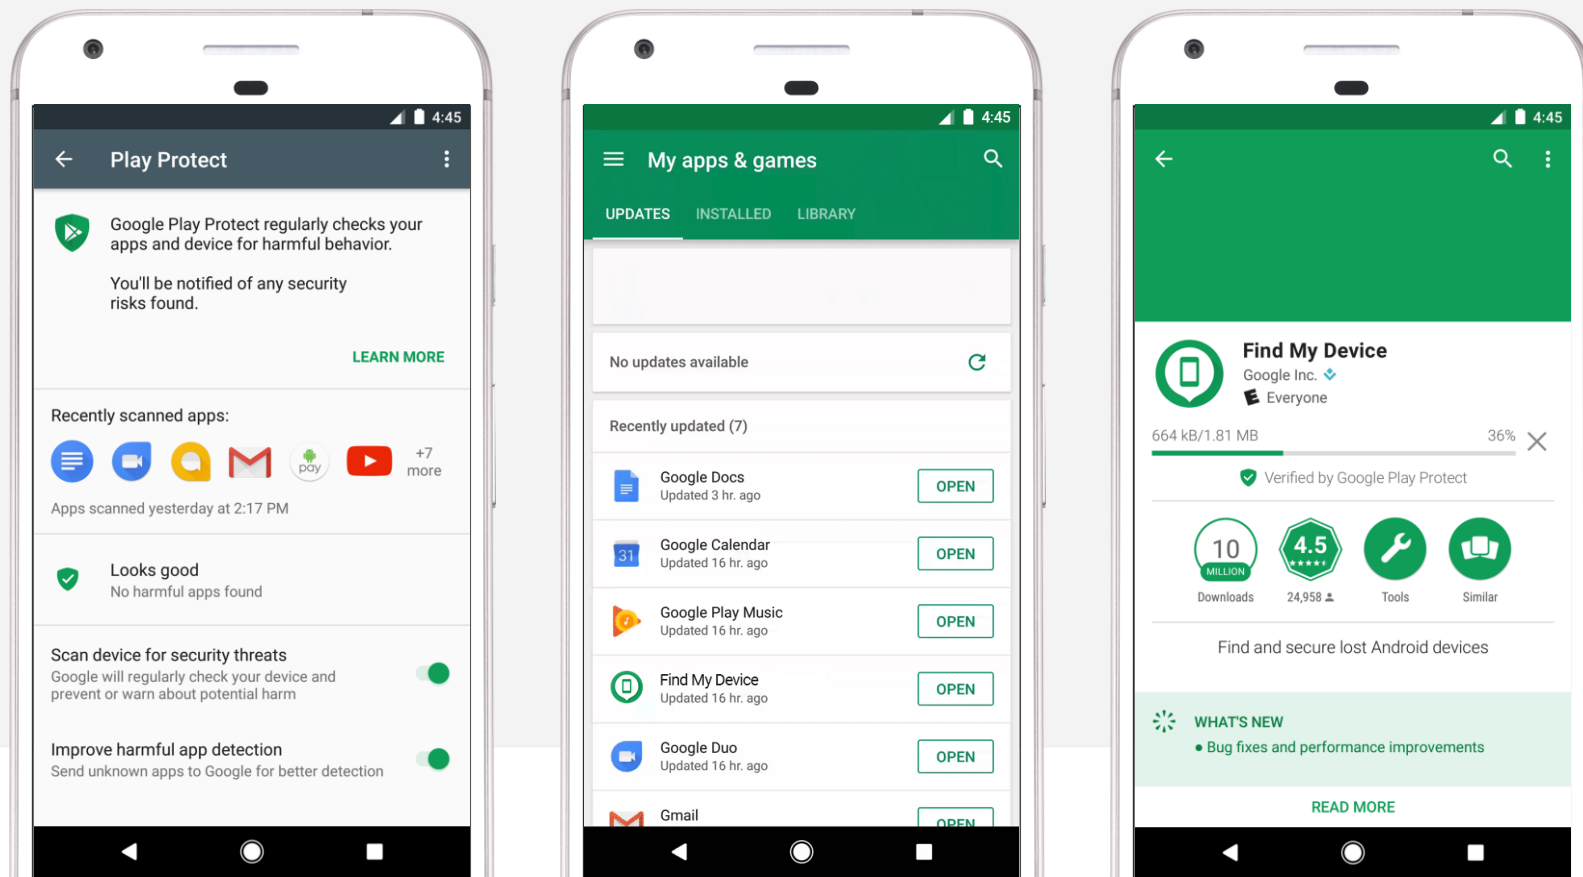 4:45
Play Protect
Google Play Protect regularly checks your
apps and device for harmful behavior.
You'll be notified of any security
risks found.
LEARN MORE
Recently scanned apps:
pay
+7
more
Apps scanned yesterday at 2:17 PM
Looks good
No harmful apps found
Scan device for security threats
Google will regularly check your device and
prevent or warn about potential harm
Improve harmful app detection
Send unknown apps to Google for better detection
4:45
My apps & games
UPDATES INSTALLED LIBRARY
No updates available
Recently updated (7)
Google Docs
Updated 3 hr. ago
OPEN
31
Google Calendar
Updated 16 hr. ago
OPEN
Google Play Music
Updated 16 hr. ago
OPEN
Find My Device
Updated 16 hr. ago
OPEN
Google Duo
Updated 16 hr. ago
OPEN
Gmail
OPEN
4:45
Find My Device
Google Inc.
E Everyone
664 kB/1.81 MB 36%
Verified by Google Play Protect
10
MILLION
Downloads
4.5
24,958
Tools
Similar
Find and secure lost Android devices
WHAT'S NEW
• Bug fixes and performance improvements
READ MORE